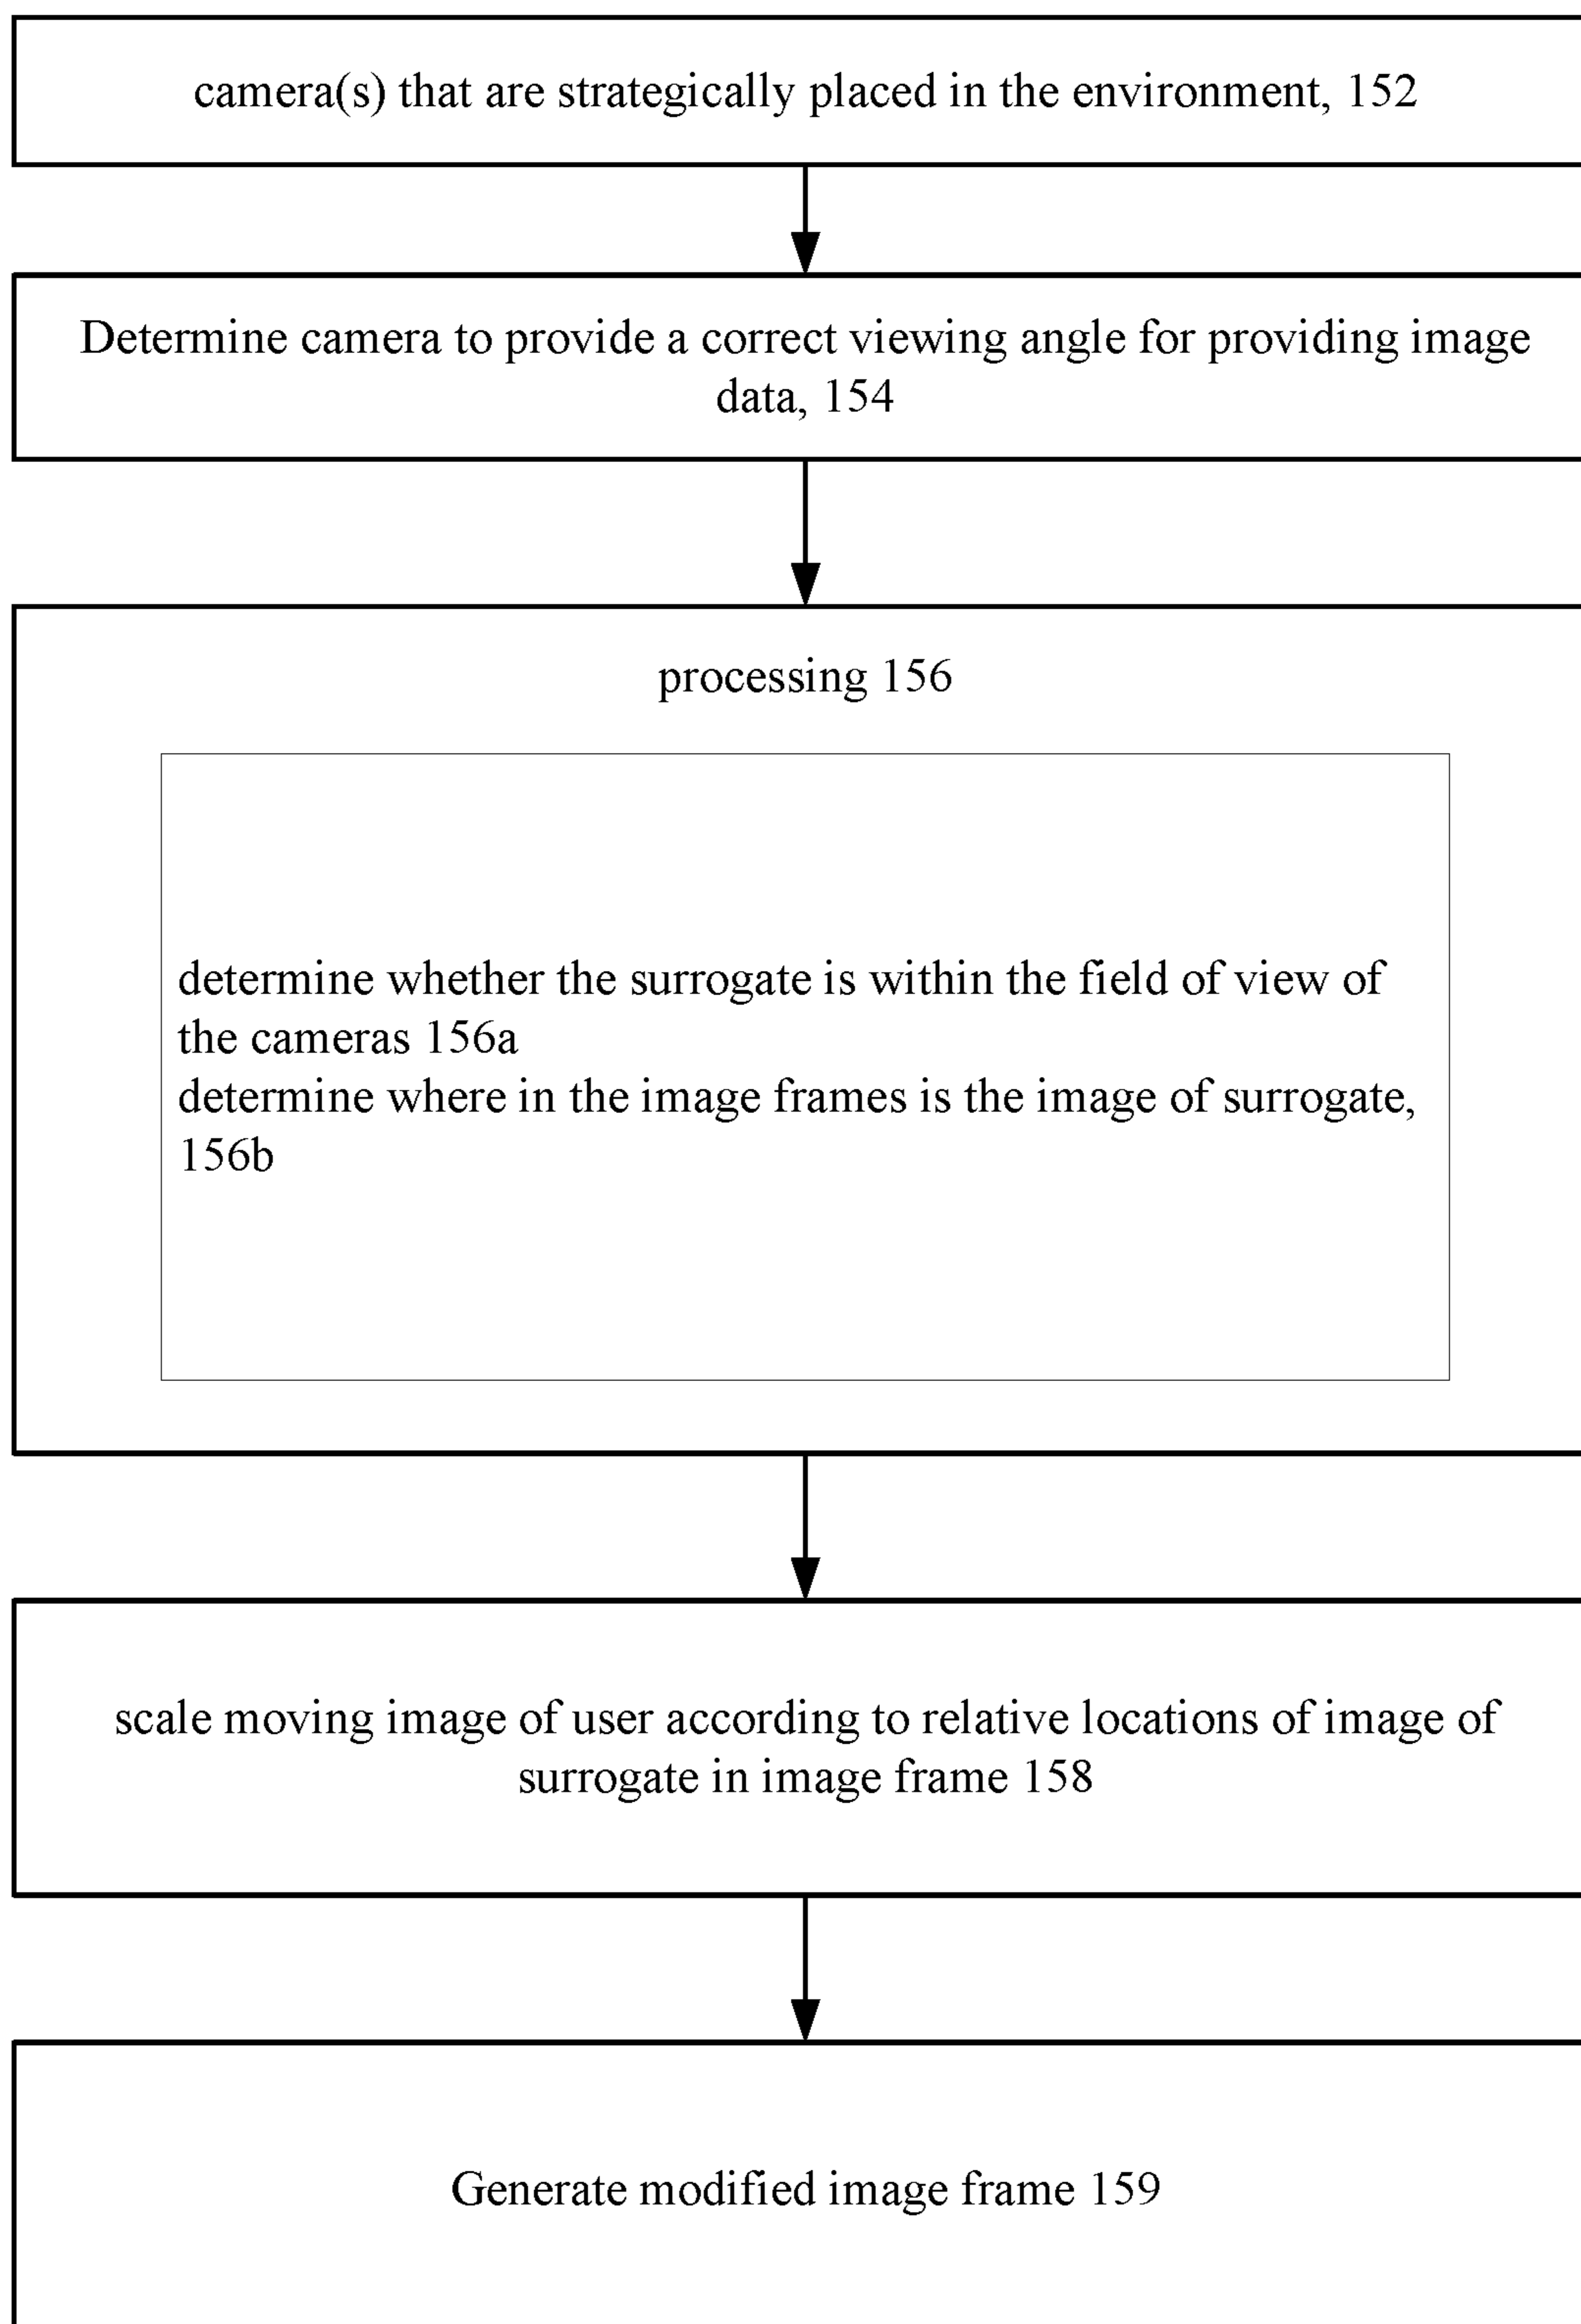 camera(s) that are strategically placed in the environment, 152
Determine camera to provide a correct viewing angle for providing image
data, 154
processing 156
determine whether the surrogate is within the field of view of
the cameras 156a
determine where in the image frames is the image of surrogate,
156b
scale moving image of user according to relative locations of image of
surrogate in image frame 158
Generate modified image frame 159